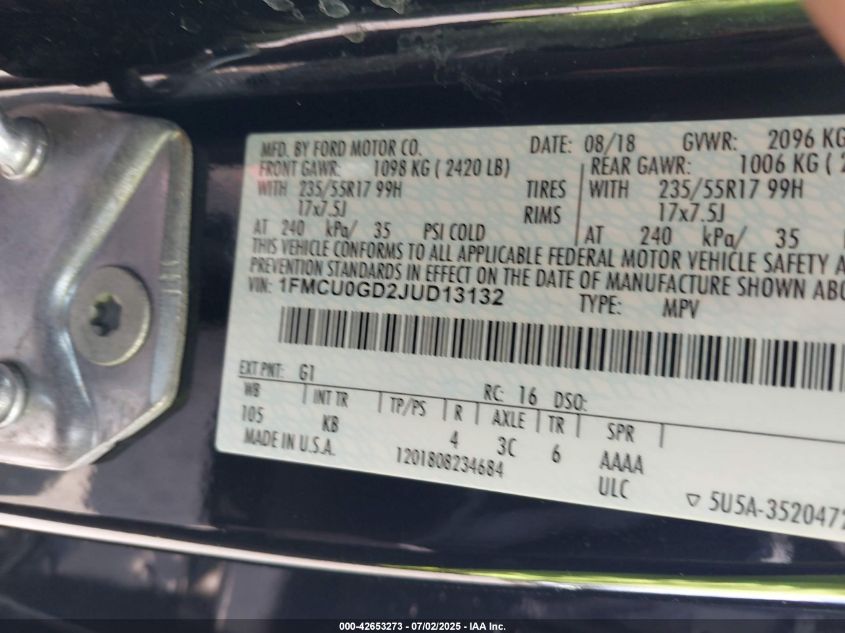 MFD. BY FORD MOTOR CO. DATE: 08/18 GVWR: 2096 KG
FRONT GAWR: 1098 KG ( 2420 LB) REAR GAWR: 1006 KG ( 2
WITH 235/55R17 99H TIRES WITH 235/55R17 99H
17x7.5J RIMS 17x7.5J
AT 240 kPa/ 35 PSI COLD AT 240 kPa/ 35
THIS VEHICLE CONFORMS TO ALL APPLICABLE FEDERAL MOTOR VEHICLE SAFETY A
PREVENTION STANDARDS IN EFFECT ON THE DATE OF MANUFACTURE SHOWN ABO
VIN: 1FMCU0GD2JUD13132 TYPE: MPV
EXT PNT: G1 RC: 16 DSO:
WB INT TR TP/PS R AXLE TR SPR
105 KB 4 3C 6 AAAA
MADE IN U.S.A. 1201808234684 ULC
5U5A-3520472
000-42653273 - 07/02/2025 - IAA Inc.